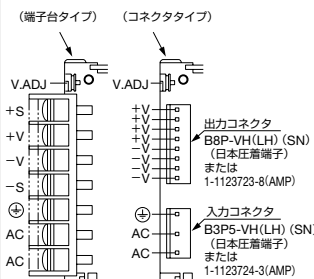 (端子台タイプ)
(コネクタタイプ)
V.ADJ
+S
+V
−V
−S
AC
AC
V.ADJ
+V
+V
+V
+V
−V
−V
−V
−V
出力コネクタ
B8P-VH(LH) (SN)
(日本圧着端子)
または
1-1123723-8(AMP)
AC
AC
入力コネクタ
B3P5-VH(LH) (SN)
(日本圧着端子)
または
1-1123724-3(AMP)